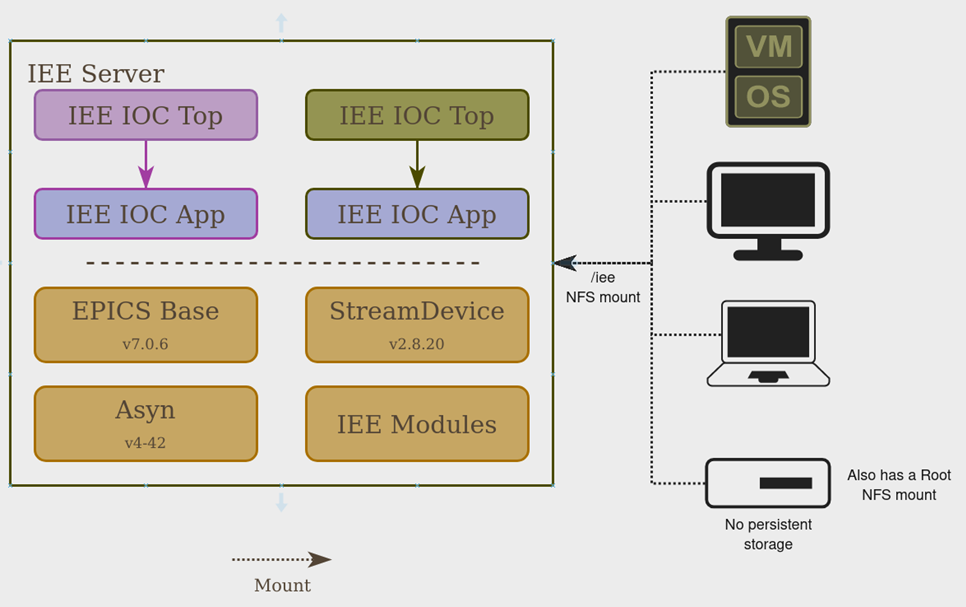 IEE Server
IEE IOC Top
IEE IOC Top
IEE IOC App
IEE IOC App
EPICS Base
v7.0.6
StreamDevice
v2.8.20
Asyn
v4-42
IEE Modules
/iee
NFS mount
VM
OS
Also has a Root
NFS mount
No persistent
storage
Mount